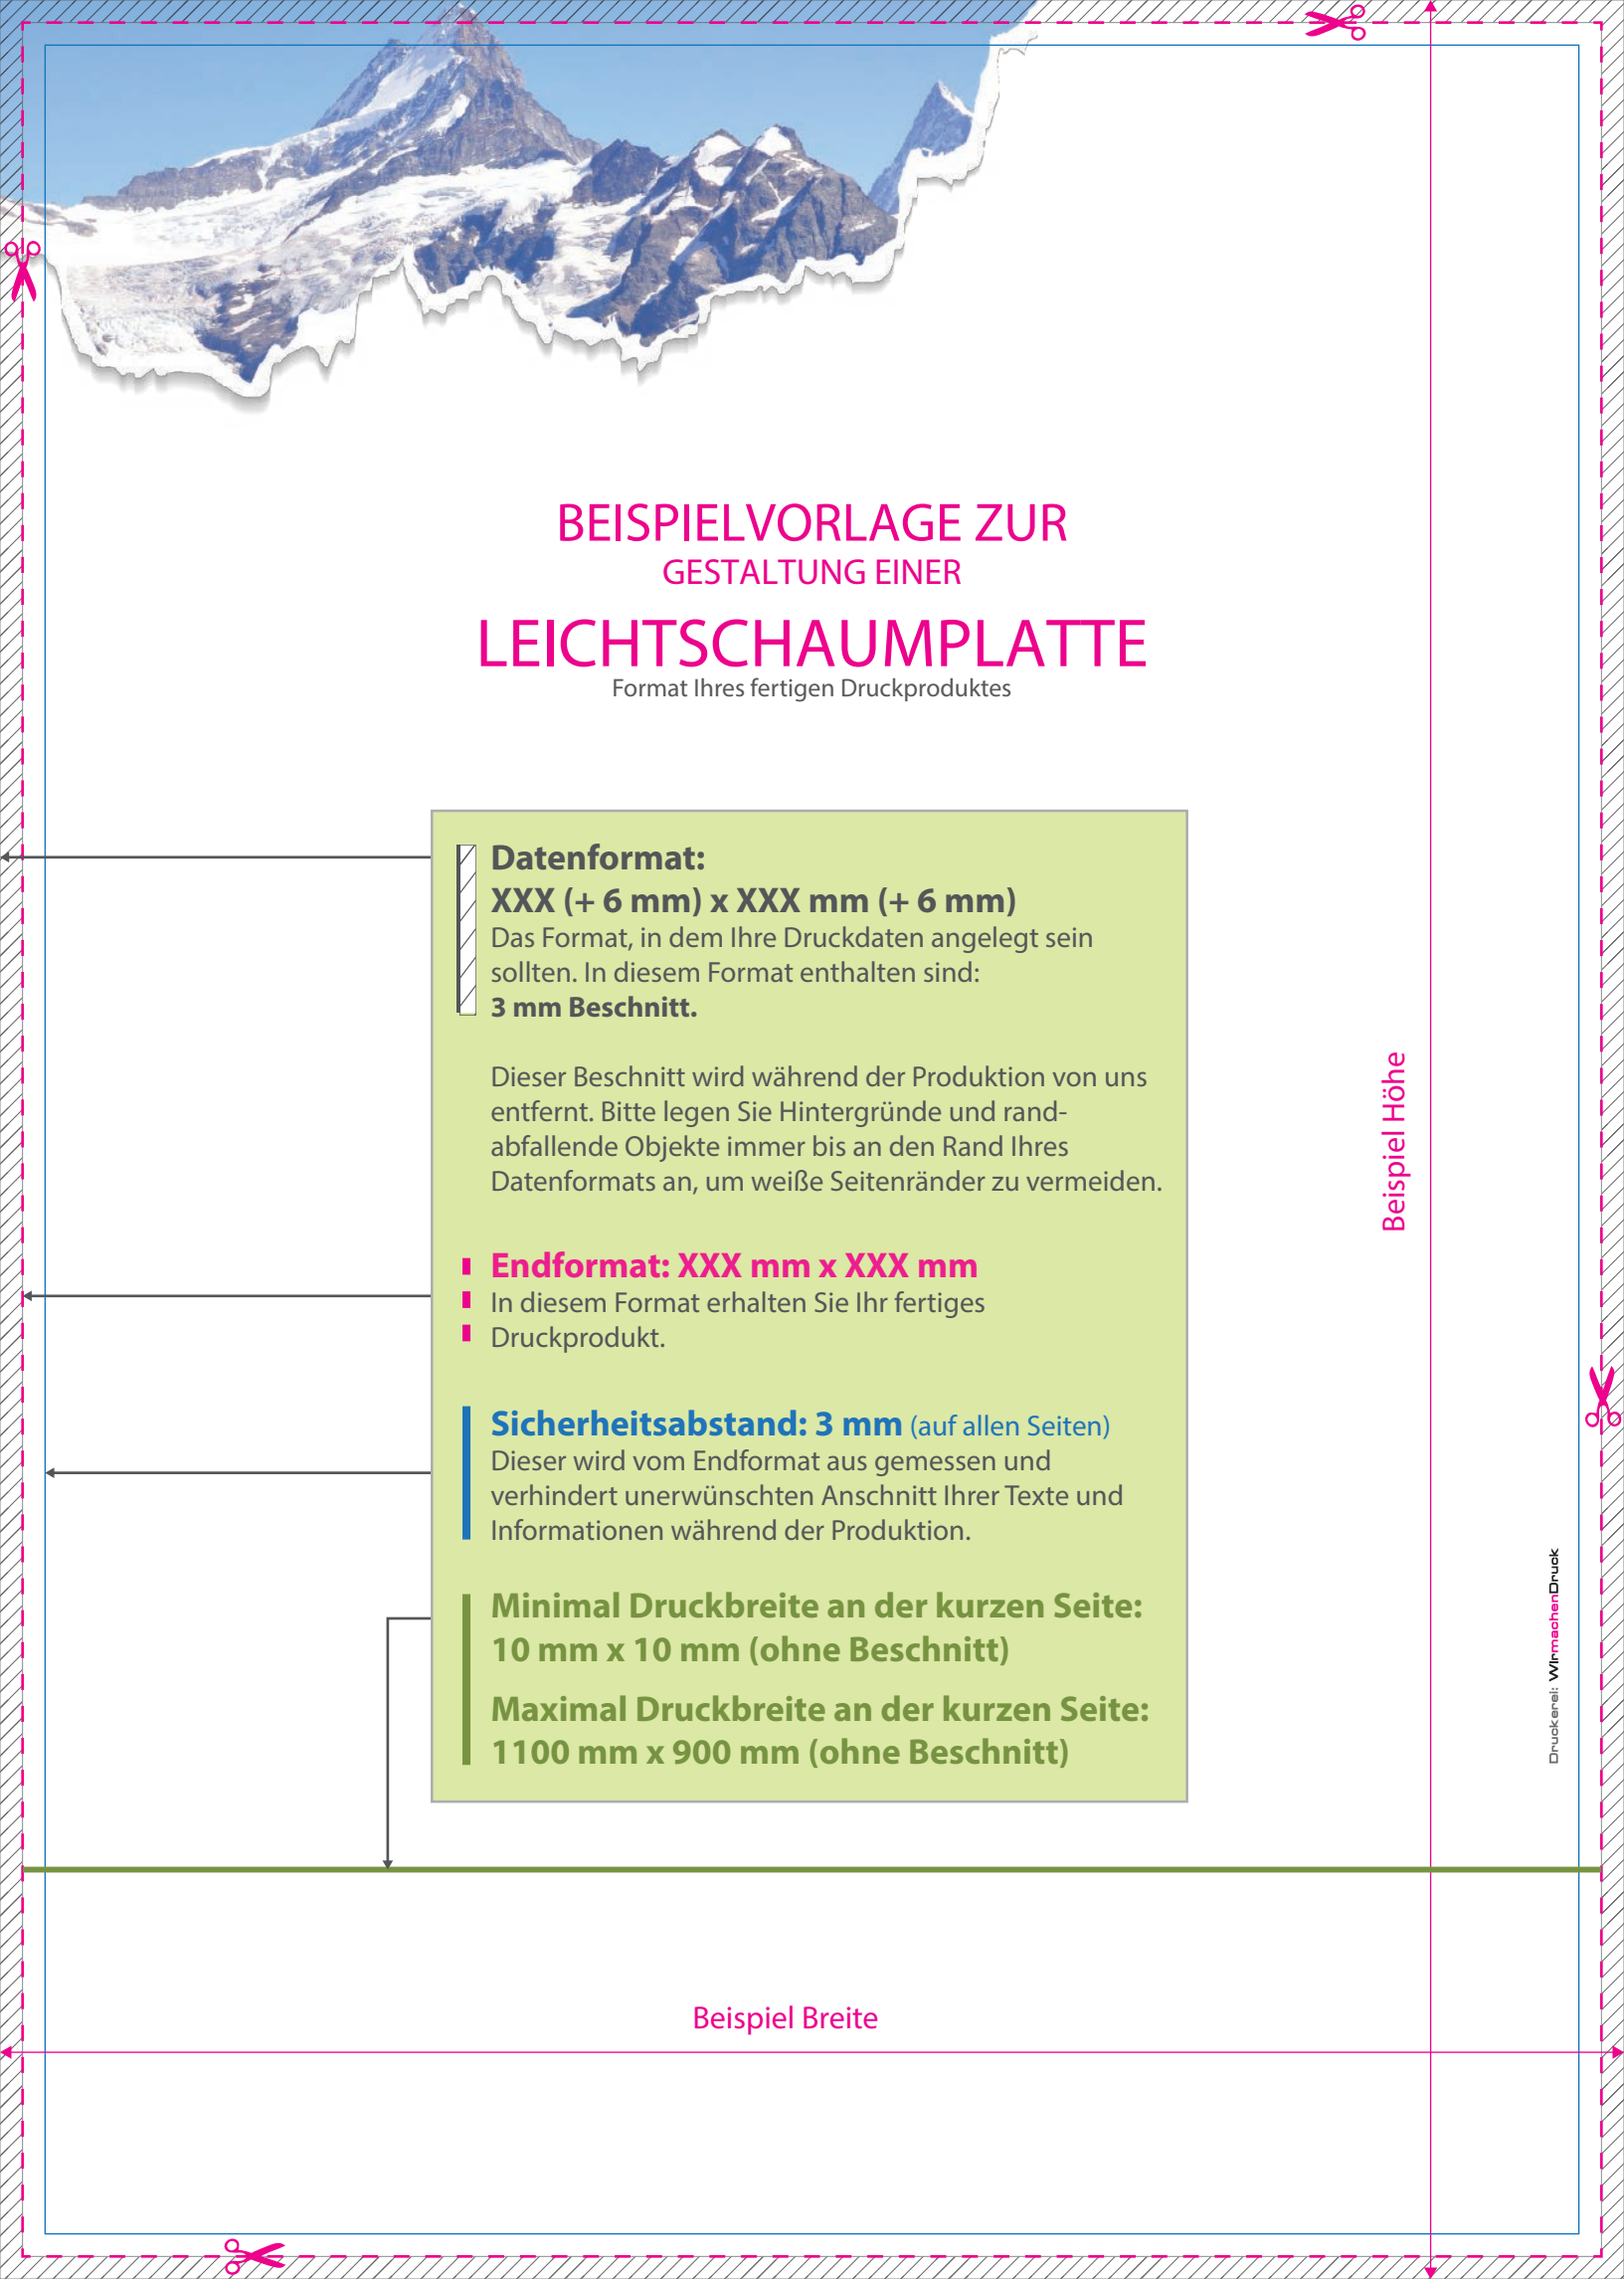 BEISPIELVORLAGE ZUR
GESTALTUNG EINER
LEICHTSCHAUMPLATTE
Format Ihres fertigen Druckproduktes
Datenformat:
XXX (+ 6 mm) x XXX mm (+ 6 mm)
Das Format, in dem Ihre Druckdaten angelegt sein
sollten. In diesem Format enthalten sind:
3 mm Beschnitt.
Dieser Beschnitt wird während der Produktion von uns
entfernt. Bitte legen Sie Hintergründe und rand-
abfallende Objekte immer bis an den Rand Ihres
Datenformats an, um weiße Seitenränder zu vermeiden.
Endformat: XXX mm x XXX mm
In diesem Format erhalten Sie Ihr fertiges
Druckprodukt.
Sicherheitsabstand: 3 mm (auf allen Seiten)
Dieser wird vom Endformat aus gemessen und
verhindert unerwünschten Anschnitt Ihrer Texte und
Informationen während der Produktion.
Minimal Druckbreite an der kurzen Seite:
10 mm x 10 mm (ohne Beschnitt)
Maximal Druckbreite an der kurzen Seite:
1100 mm x 900 mm (ohne Beschnitt)
Beispiel Höhe
Druckerei: WIrmachenDruck
Beispiel Breite